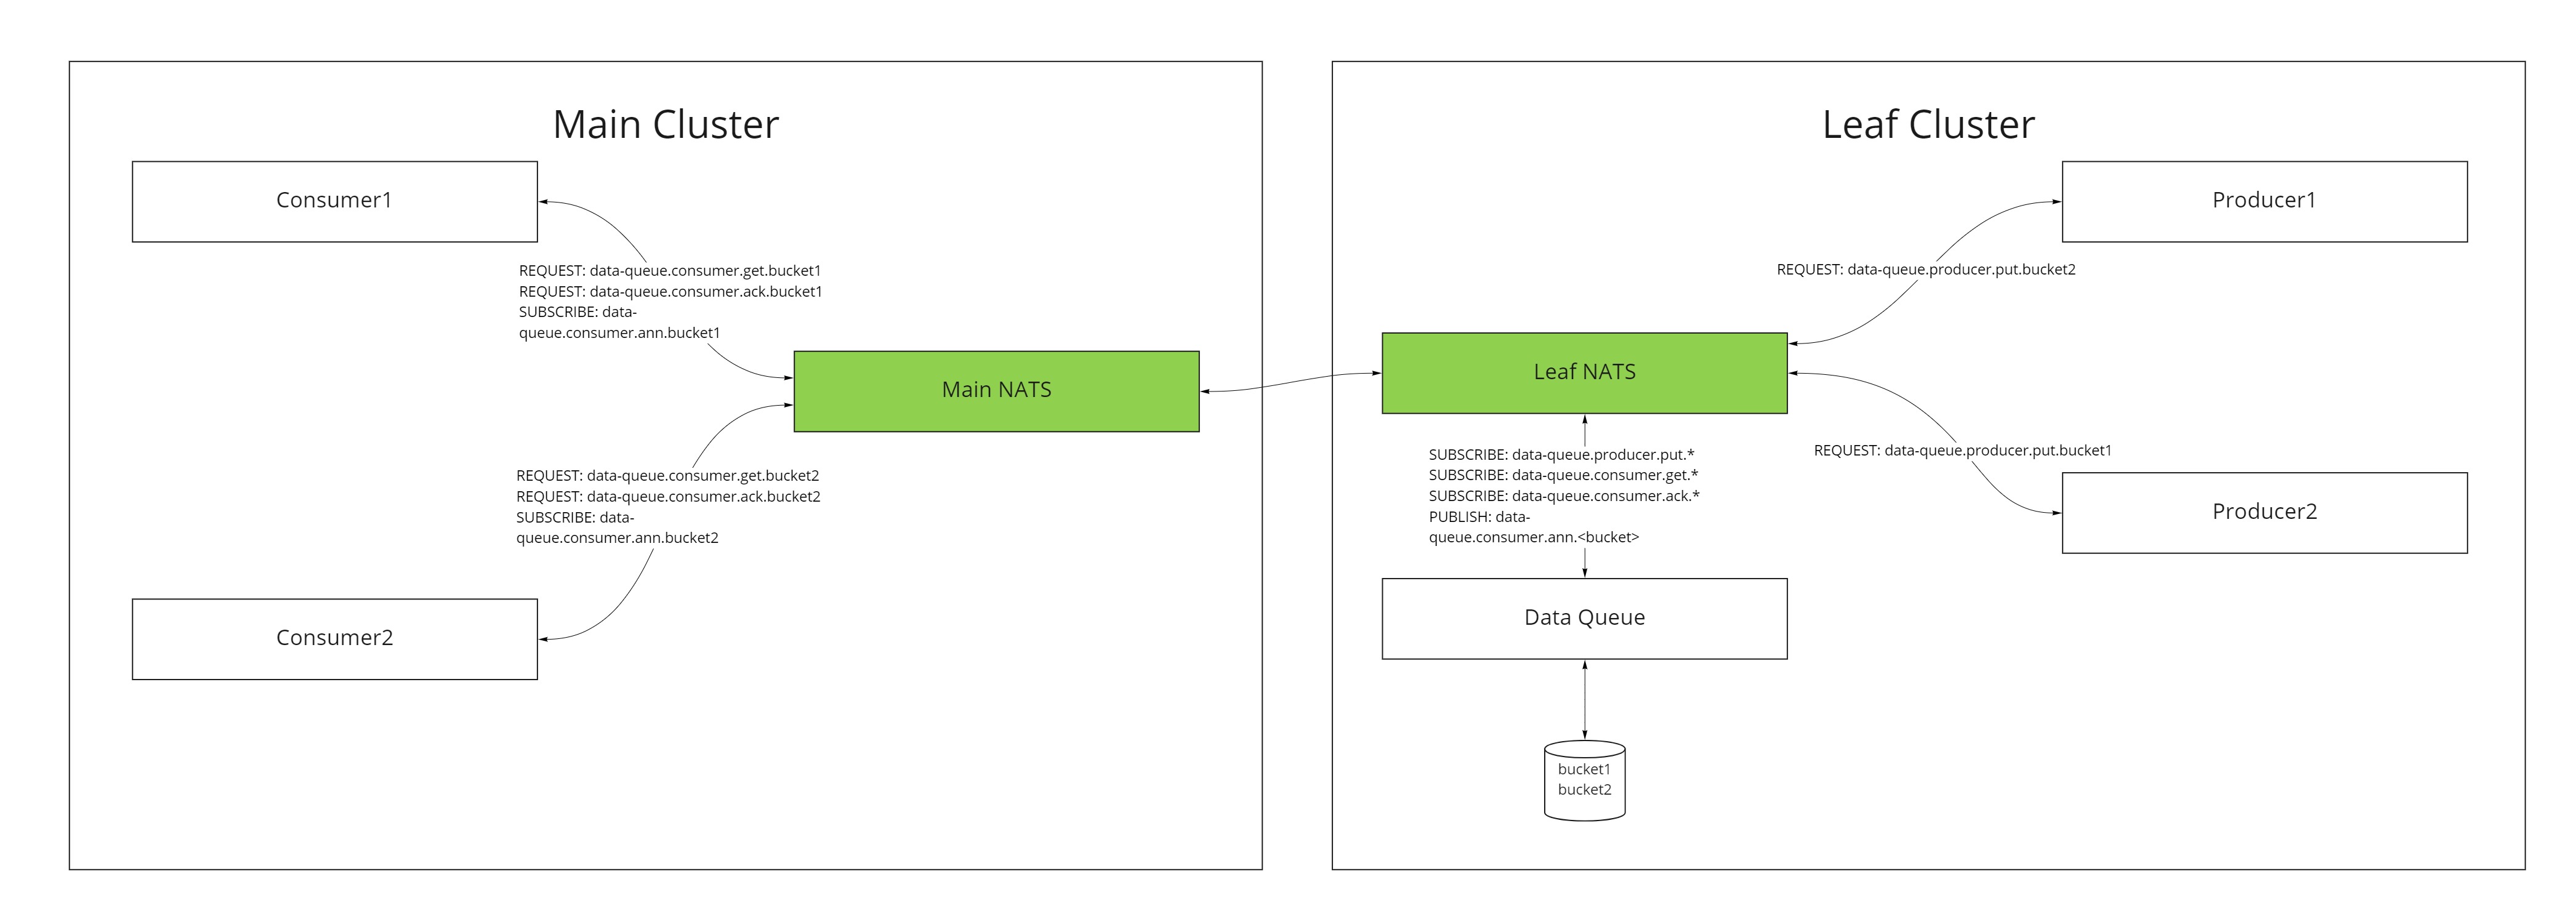 Main Cluster
Consumer1
REQUEST: data-queue.consumer.get.bucket1
REQUEST: data-queue.consumer.ack.bucket1
SUBSCRIBE: data-
queue.consumer.ann.bucket1
Main NATS
REQUEST: data-queue.consumer.get.bucket2
REQUEST: data-queue.consumer.ack.bucket2
SUBSCRIBE: data-
queue.consumer.ann.bucket2
Consumer2
Leaf Cluster
Producer1
REQUEST: data-queue.producer.put.bucket2
Leaf NATS
REQUEST: data-queue.producer.put.bucket1
Producer2
SUBSCRIBE: data-queue.producer.put.*
SUBSCRIBE: data-queue.consumer.get.*
SUBSCRIBE: data-queue.consumer.ack.*
PUBLISH: data-
queue.consumer.ann.<bucket>
Data Queue
bucket1
bucket2